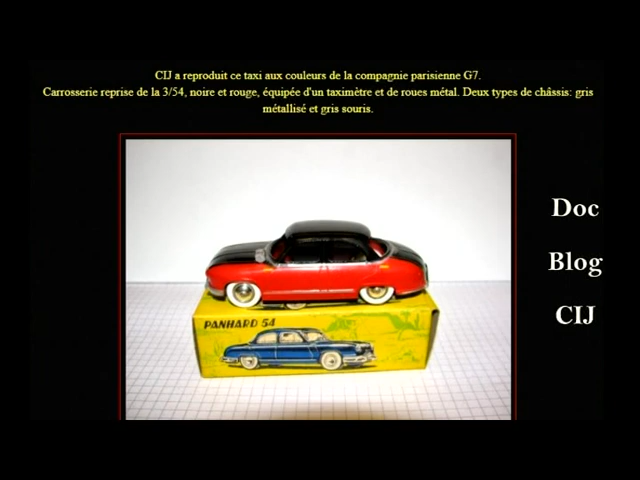 CIJ a reproduit ce taxi aux couleurs de la compagnie parisienne G7.
Carrosserie reprise de la 3/54, noire et rouge, équipée d'un taximètre et de roues métal. Deux types de châssis: gris
métallisé et gris souris.
Doc
Blog
CIJ
PANHARD 54